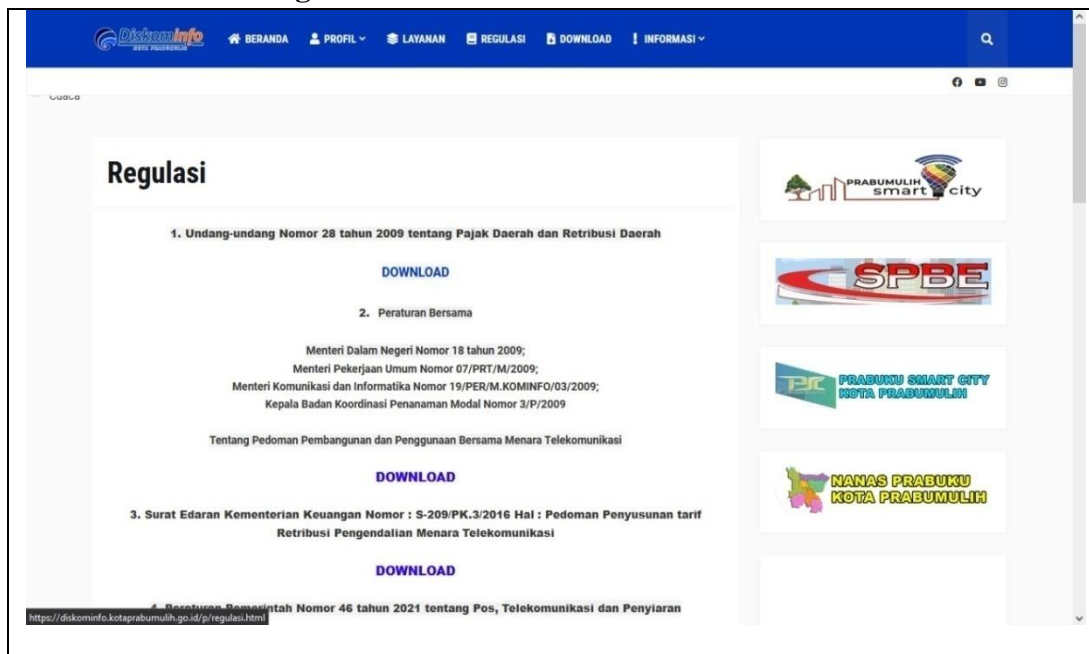 Diskominfo
KOTA PRABUMULIH
BERANDA
PROFIL
LAYANAN
REGULASI
DOWNLOAD
INFORMASI
Cuaca
Regulasi
1. Undang-undang Nomor 28 tahun 2009 tentang Pajak Daerah dan Retribusi Daerah
DOWNLOAD
2. Peraturan Bersama
Menteri Dalam Negeri Nomor 18 tahun 2009;
Menteri Pekerjaan Umum Nomor 07/PRT/M/2009;
Menteri Komunikasi dan Informatika Nomor 19/PER/M.KOMINFO/03/2009;
Kepala Badan Koordinasi Penanaman Modal Nomor 3/P/2009
Tentang Pedoman Pembangunan dan Penggunaan Bersama Menara Telekomunikasi
DOWNLOAD
3. Surat Edaran Kementerian Keuangan Nomor : S-209/PK.3/2016 Hal : Pedoman Penyusunan tarif
Retribusi Pengendalian Menara Telekomunikasi
DOWNLOAD
4. Peraturan Pemerintah Nomor 46 tahun 2021 tentang Pos, Telekomunikasi dan Penyiaran
https://diskominfo.kotaprabumulih.go.id/p/regulasi.html
PRABUMULIH
smart city
SPBE
PRABUKU SMART CITY
KOTA PRABUMULIH
NANAS PRABUKU
KOTA PRABUMULIH